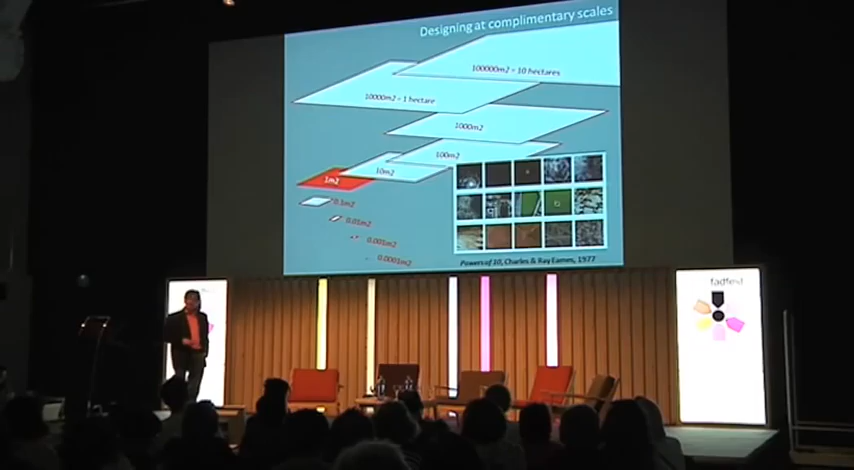 Designing at complimentary scales
100000m2 = 10 hectares
10000m2 = 1 hectare
1000m2
100m2
10m2
1m2
0.1m2
0.01m2
0.001m2
0.0001m2
Powers of 10, Charles & Ray Eames, 1977
fadfest